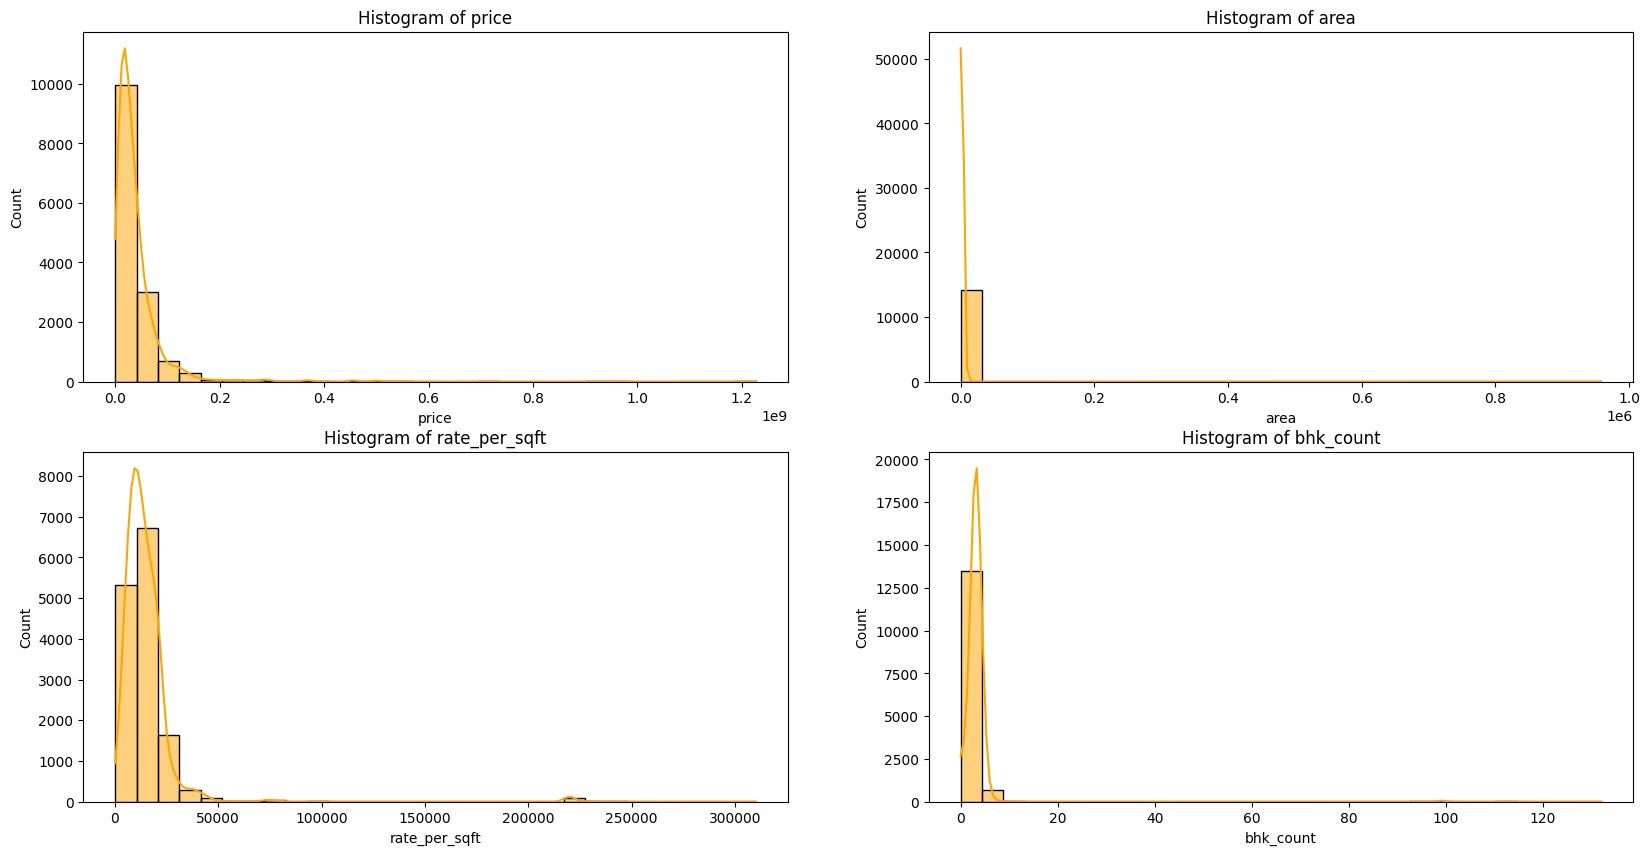 Histogram of price
Count
10000
8000
6000
4000
2000
0
0.0 0.2 0.4 0.6 0.8 1.0 1.2
1e9
price
Histogram of area
Count
50000
40000
30000
20000
10000
0
0.0 0.2 0.4 0.6 0.8 1.0
1e6
area
Histogram of rate_per_sqft
Count
8000
7000
6000
5000
4000
3000
2000
1000
0
0 50000 100000 150000 200000 250000 300000
rate_per_sqft
Histogram of bhk_count
Count
20000
17500
15000
12500
10000
7500
5000
2500
0
0 20 40 60 80 100 120
bhk_count